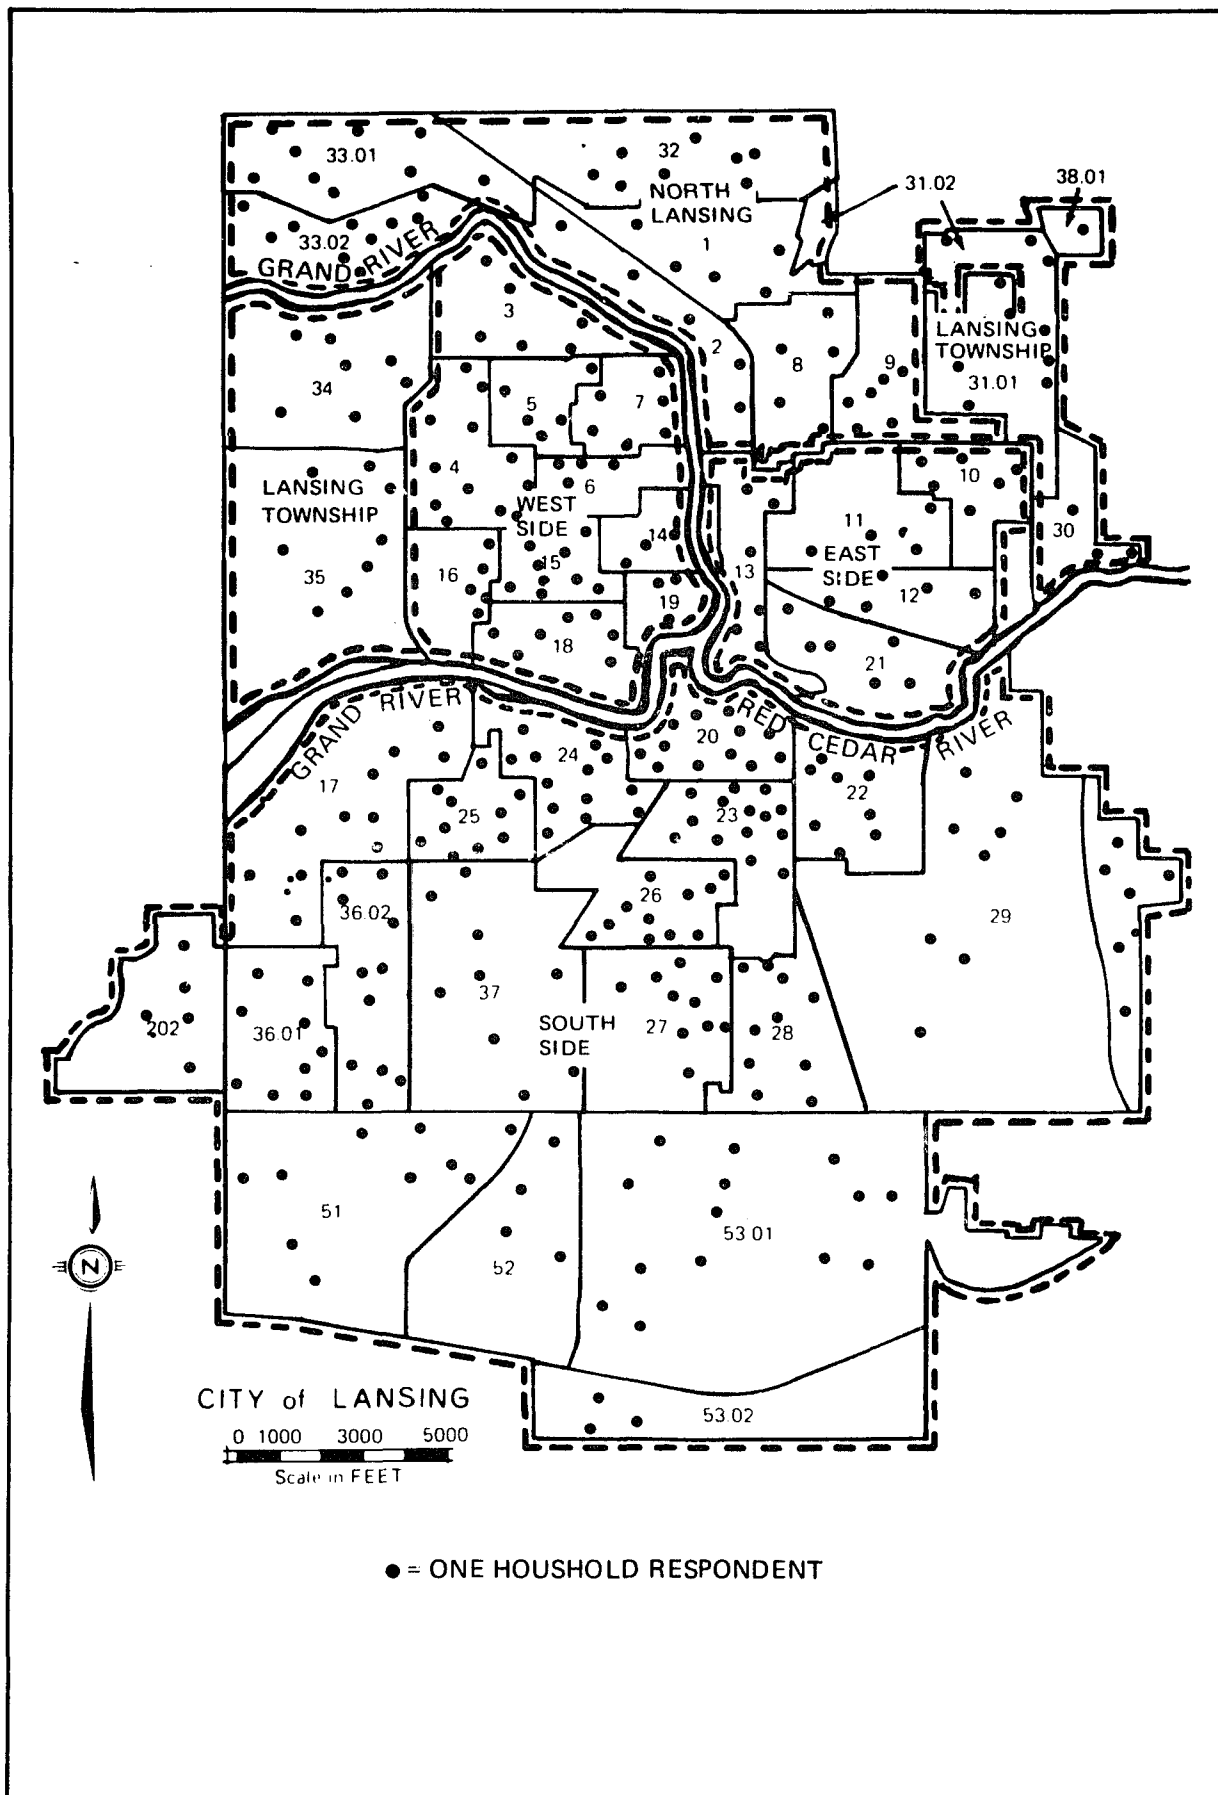 33.01
32
NORTH
LANSING
31.02
38.01
33.02
GRAND RIVER
1
3
2
8
9
LANSING
TOWNSHIP
31.01
34
5
7
4
6
10
LANSING
TOWNSHIP
WEST
SIDE
11
EAST
SIDE
14
15
13
30
35
16
19
12
18
21
GRAND RIVER
RED CEDAR RIVER
20
24
17
25
23
22
26
36.02
29
202
36.01
37
SOUTH
SIDE
27
28
51
52
53.01
N
CITY of LANSING
0 1000 3000 5000
Scale in FEET
53.02
● = ONE HOUSHOLD RESPONDENT